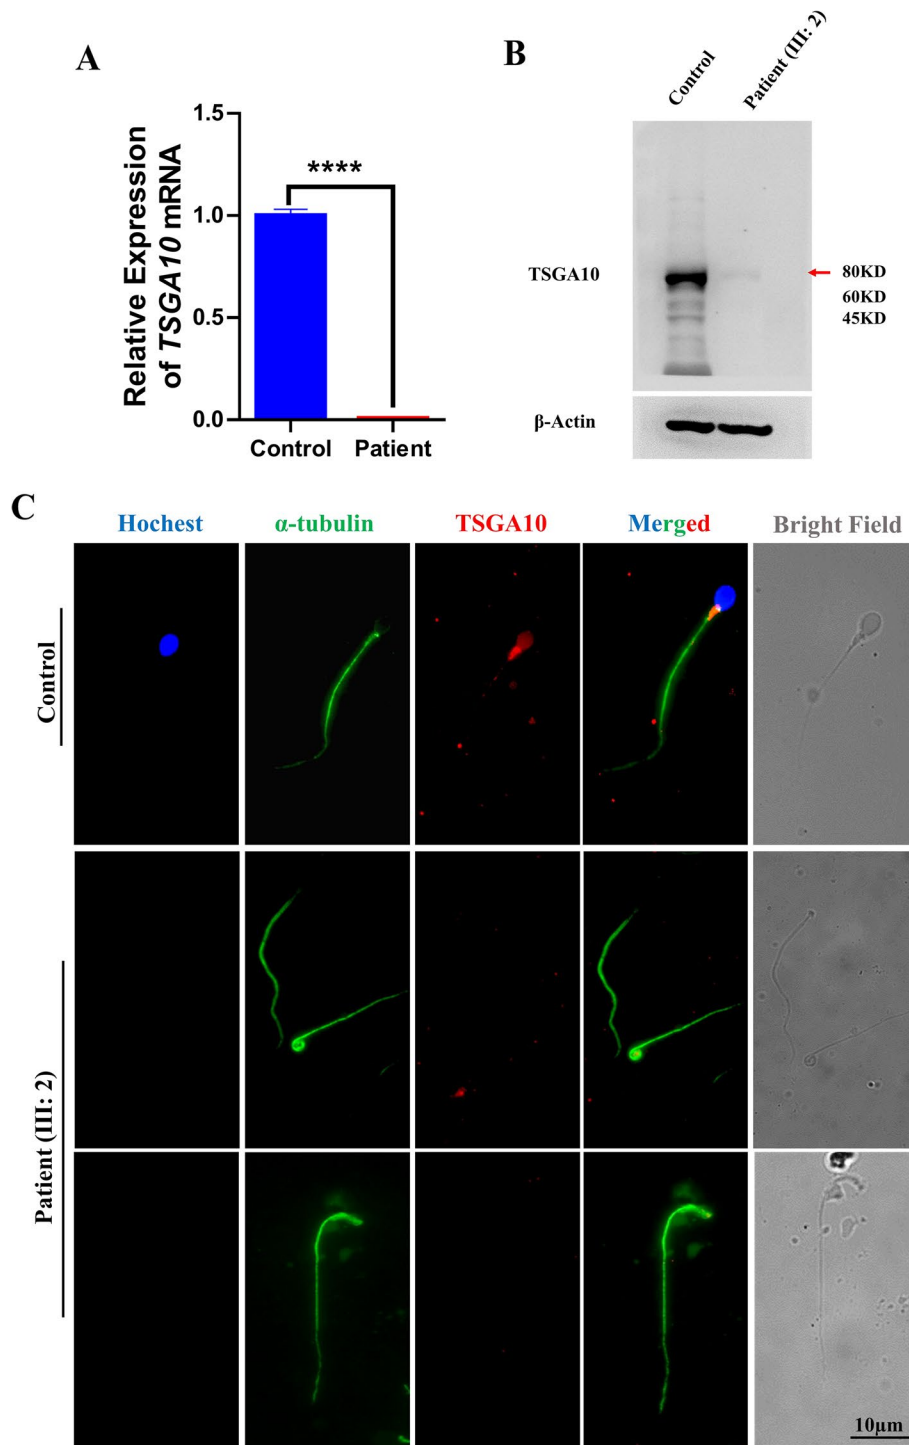 A
Relative Expression
of TSGA10 mRNA
1.5
1.0
0.5
0.0
****
Control
Patient
B
Control
Patient (III: 2)
TSGA10
80KD
60KD
45KD
β-Actin
C
Hochest
α-tubulin
TSGA10
Merged
Bright Field
Control
Patient (III: 2)
10μm